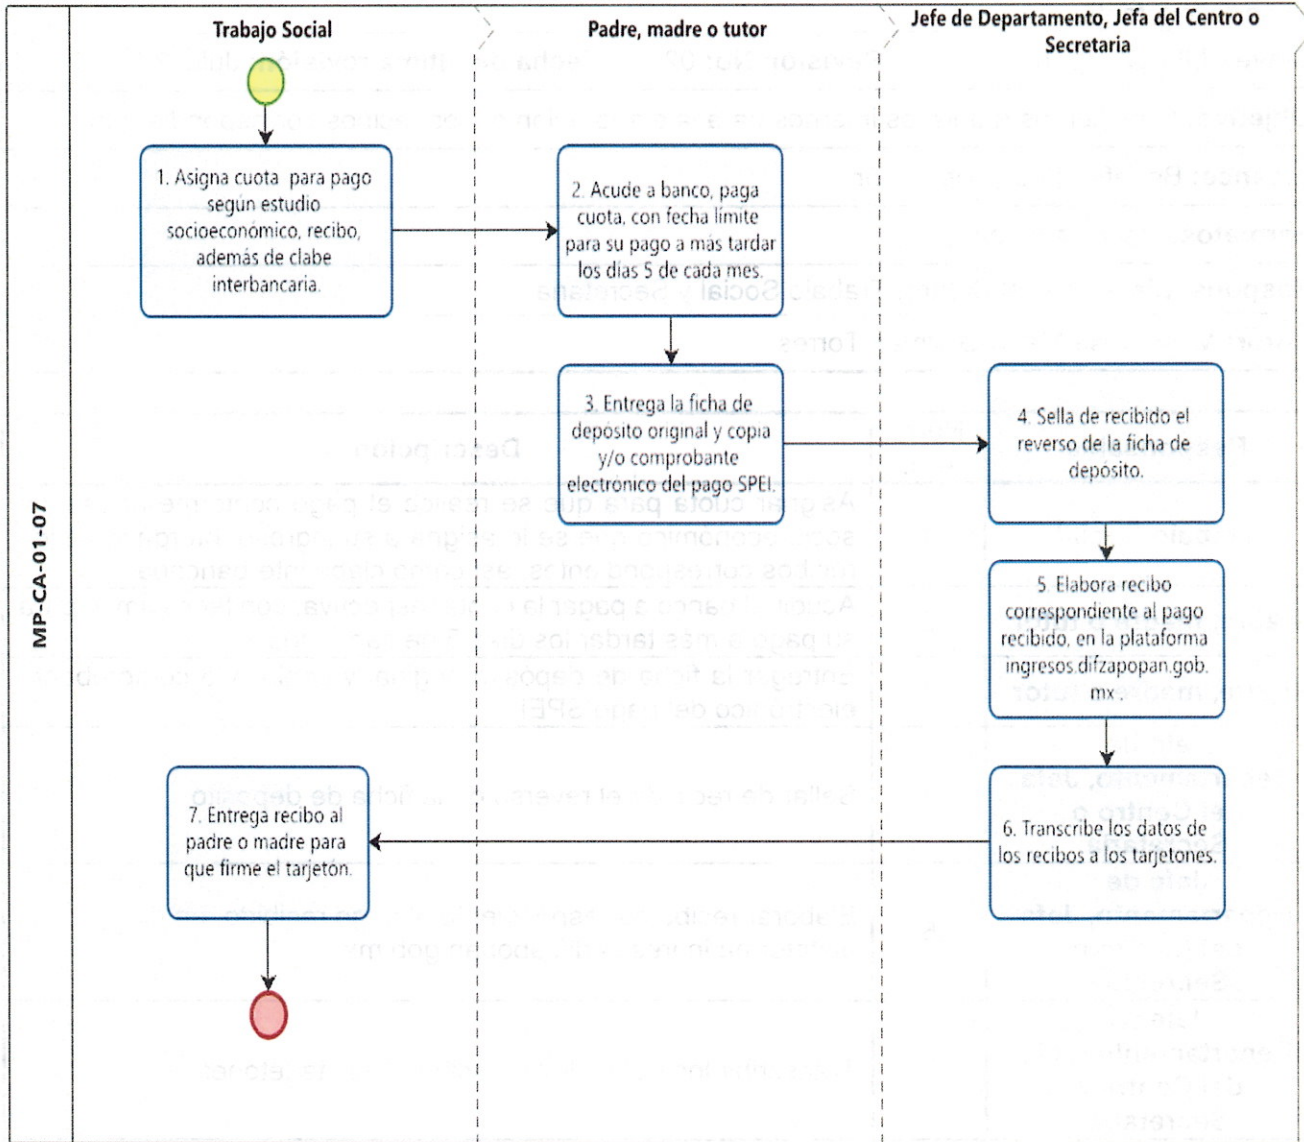 Trabajo Social
Padre, madre o tutor
Jefe de Departamento, Jefa del Centro o
Secretaria
MP-CA-01-07
1. Asigna cuota para pago
según estudio
socioeconómico, recibo,
además de clabe
interbancaria.
2. Acude a banco, paga
cuota, con fecha límite
para su pago a más tardar
los días 5 de cada mes.
3. Entrega la ficha de
depósito original y copia
y/o comprobante
electrónico del pago SPEI.
4. Sella de recibido el
reverso de la ficha de
depósito.
5. Elabora recibo
correspondiente al pago
recibido, en la plataforma
ingresos.difzapopan.gob.
mx .
6. Transcribe los datos de
los recibos a los tarjetones.
7. Entrega recibo al
padre o madre para
que firme el tarjetón.